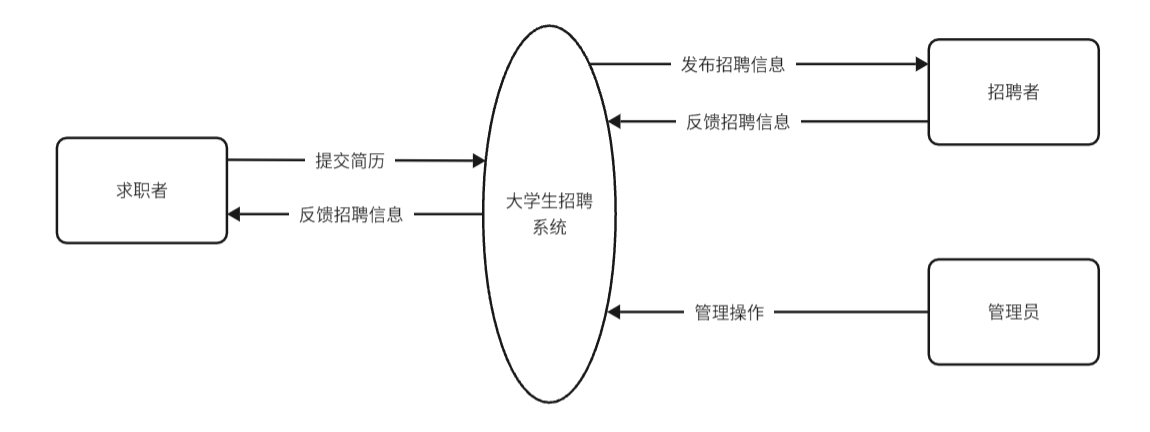 发布招聘信息
招聘者
反馈招聘信息
提交简历
求职者
反馈招聘信息
大学生招聘
系统
管理操作
管理员